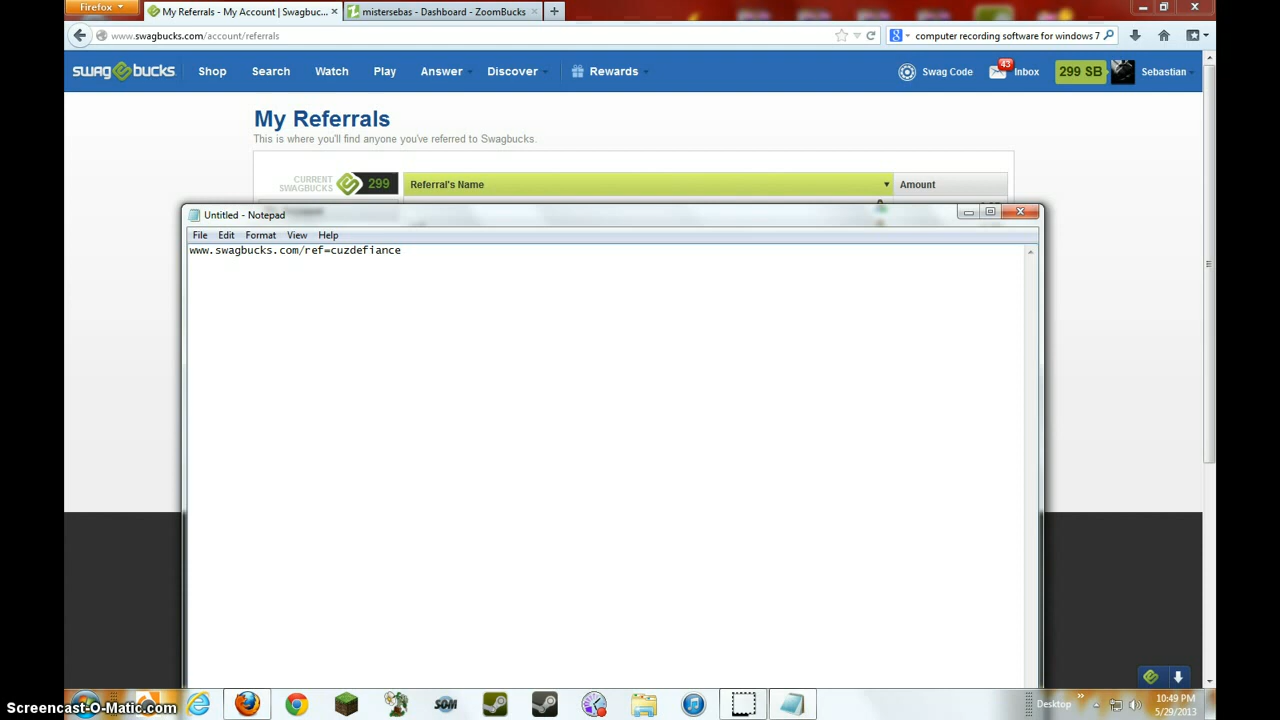 Firefox
My Referrals - My Account | Swagbuc...
mistersebas - Dashboard - ZoomBucks
www.swagbucks.com/account/referrals
computer recording software for windows 7
swagbucks
Shop
Search
Watch
Play
Answer
Discover
Rewards
Swag Code
43
Inbox
299 SB
Sebastian
My Referrals
This is where you'll find anyone you've referred to Swagbucks.
CURRENT
SWAGBUCKS
299
Referral's Name
Amount
Untitled - Notepad
File Edit Format View Help
www.swagbucks.com/ref=cuzdefiance
SOM
Desktop
10:49 PM
5/29/2013
Screencast-O-Matic.com